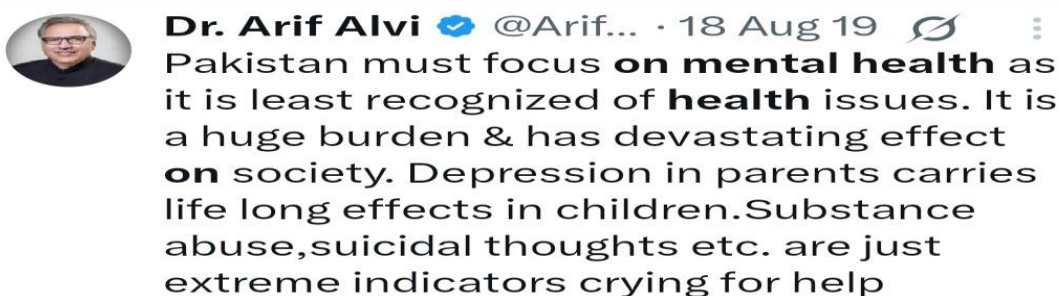 Dr. Arif Alvi @Arif... · 18 Aug 19
Pakistan must focus on mental health as
it is least recognized of health issues. It is
a huge burden & has devastating effect
on society. Depression in parents carries
life long effects in children.Substance
abuse,suicidal thoughts etc. are just
extreme indicators crying for help